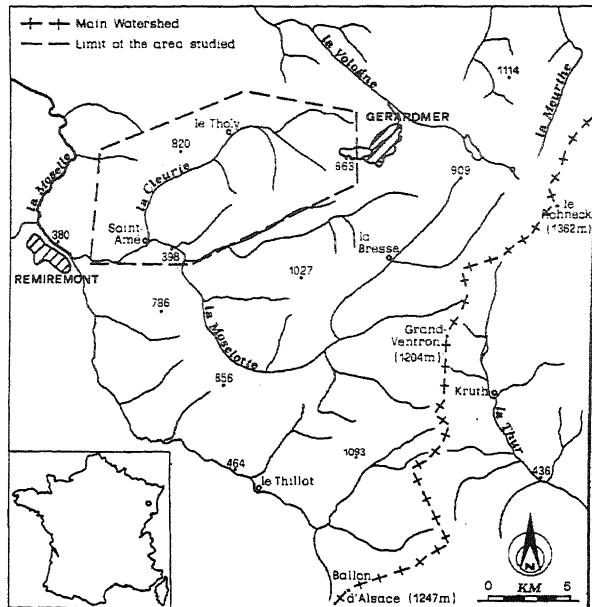 Main Watershed
Limit of the area studied
la Vologne
1114
la Meurthe
GERARDMER
le Tholy
820
la Cleurie
663
909
la Moselle
le Hohneck
(1362m)
Saint-
Amé
380
398
la
Bresse
1027
REMIREMONT
786
la Moselotte
Grand-
Ventron
(1204m)
856
Kruth
la Thur
1093
464
436
le Thillot
Ballon
d'Alsace (1247m)
0 KM 5